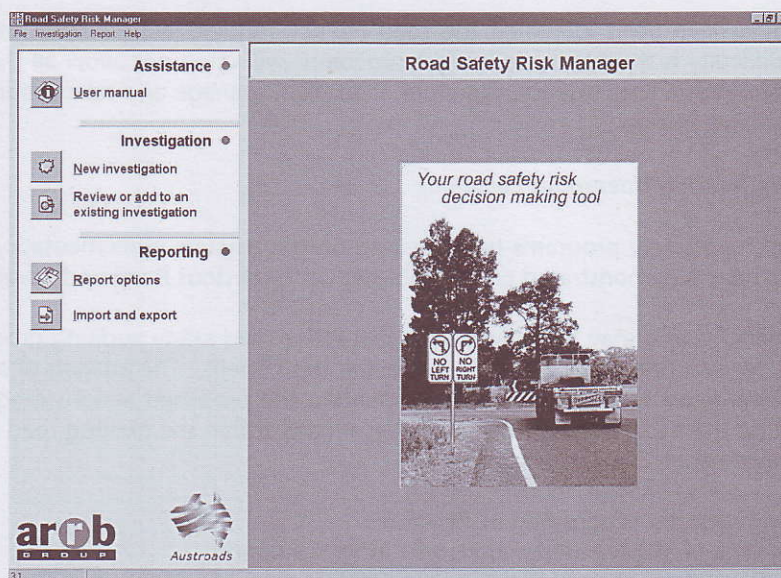 Road Safety Risk Manager
File Investigation Report Help
Assistance
User manual
Investigation
New investigation
Review or add to an
existing investigation
Reporting
Report options
Import and export
Road Safety Risk Manager
Your road safety risk
decision making tool
NO
LEFT
TURN
NO
RIGHT
TURN
OVERSIZE
arrb
GROUP
Austroads
31